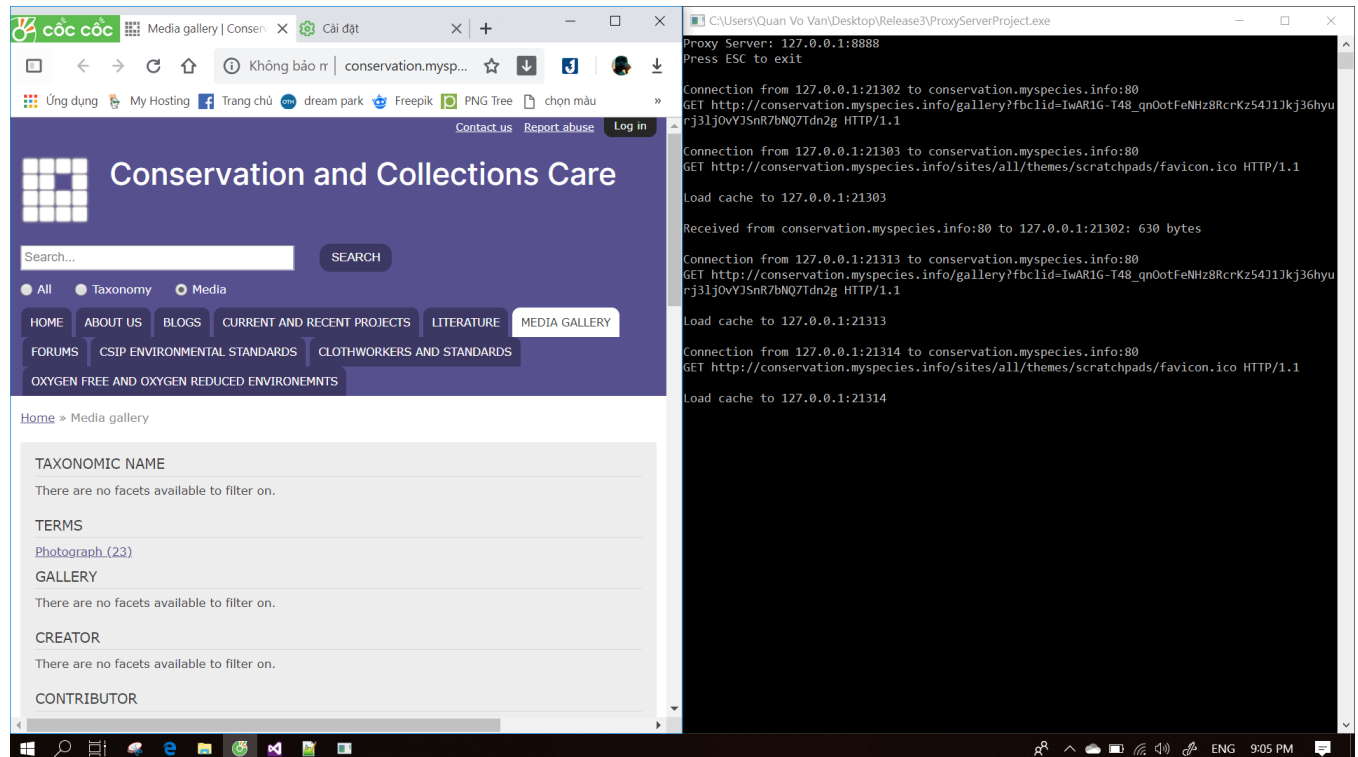 cốc cốc
Media gallery | Conserv
Cài đặt
Không bảo m
conservation.mysp...
Ứng dụng
My Hosting
Trang chủ
dream park
Freepik
PNG Tree
chọn màu
»
Contact us
Report abuse
Log in
Conservation and Collections Care
Search...
SEARCH
All
Taxonomy
Media
HOME
ABOUT US
BLOGS
CURRENT AND RECENT PROJECTS
LITERATURE
MEDIA GALLERY
FORUMS
CSIP ENVIRONMENTAL STANDARDS
CLOTHWORKERS AND STANDARDS
OXYGEN FREE AND OXYGEN REDUCED ENVIRONEMNTS
Home » Media gallery
TAXONOMIC NAME
There are no facets available to filter on.
TERMS
Photograph (23)
GALLERY
There are no facets available to filter on.
CREATOR
There are no facets available to filter on.
CONTRIBUTOR
C:\Users\Quan Vo Van\Desktop\Release3\ProxyServerProject.exe
Proxy Server: 127.0.0.1:8888
Press ESC to exit
Connection from 127.0.0.1:21302 to conservation.myspecies.info:80
GET http://conservation.myspecies.info/gallery?fbclid=IwAR1G-T48_qnOotFeNHz8RcrKz54J1Jkj36hyu
rj3ljOvYJSnR7bNQ7Tdn2g HTTP/1.1
Connection from 127.0.0.1:21303 to conservation.myspecies.info:80
GET http://conservation.myspecies.info/sites/all/themes/scratchpads/favicon.ico HTTP/1.1
Load cache to 127.0.0.1:21303
Received from conservation.myspecies.info:80 to 127.0.0.1:21302: 630 bytes
Connection from 127.0.0.1:21313 to conservation.myspecies.info:80
GET http://conservation.myspecies.info/gallery?fbclid=IwAR1G-T48_qnOotFeNHz8RcrKz54J1Jkj36hyu
rj3ljOvYJSnR7bNQ7Tdn2g HTTP/1.1
Load cache to 127.0.0.1:21313
Connection from 127.0.0.1:21314 to conservation.myspecies.info:80
GET http://conservation.myspecies.info/sites/all/themes/scratchpads/favicon.ico HTTP/1.1
Load cache to 127.0.0.1:21314
ENG
9:05 PM